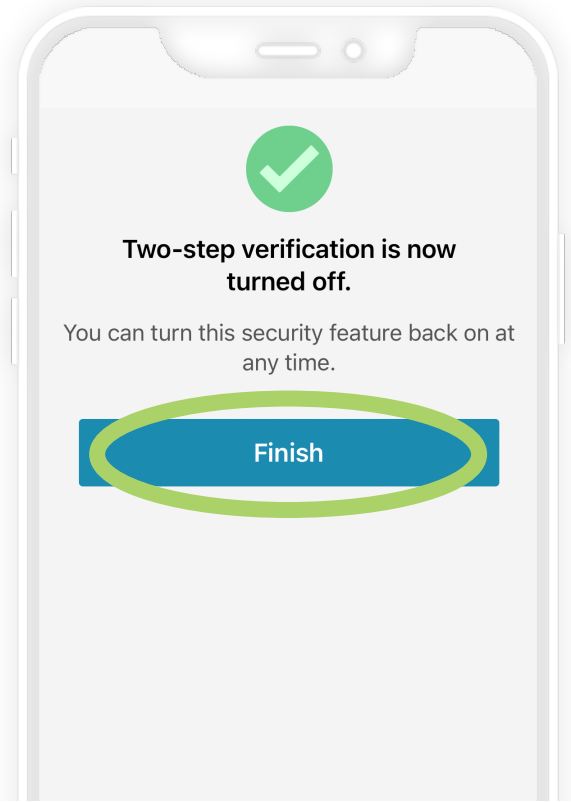 Two-step verification is now
turned off.
You can turn this security feature back on at
any time.
Finish